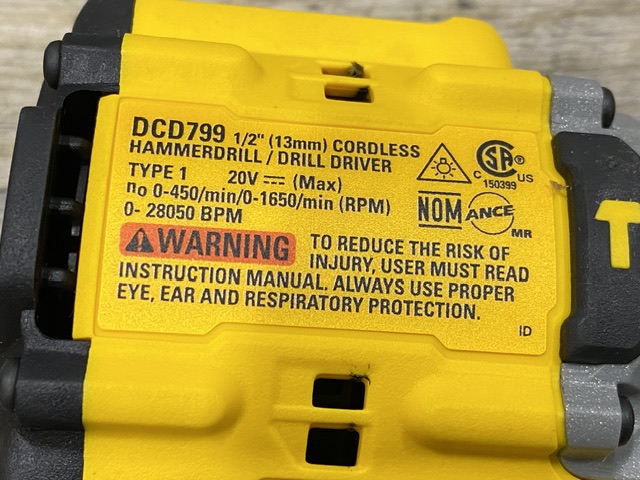 DCD799 1/2" (13mm) CORDLESS
HAMMERDRILL / DRILL DRIVER
TYPE 1 20V ⎓ (Max)
no 0-450/min/0-1650/min (RPM)
0- 28050 BPM
C SA ® US
150399
NOM ANCE MR
WARNING TO REDUCE THE RISK OF
INJURY, USER MUST READ
INSTRUCTION MANUAL. ALWAYS USE PROPER
EYE, EAR AND RESPIRATORY PROTECTION.
ID
T